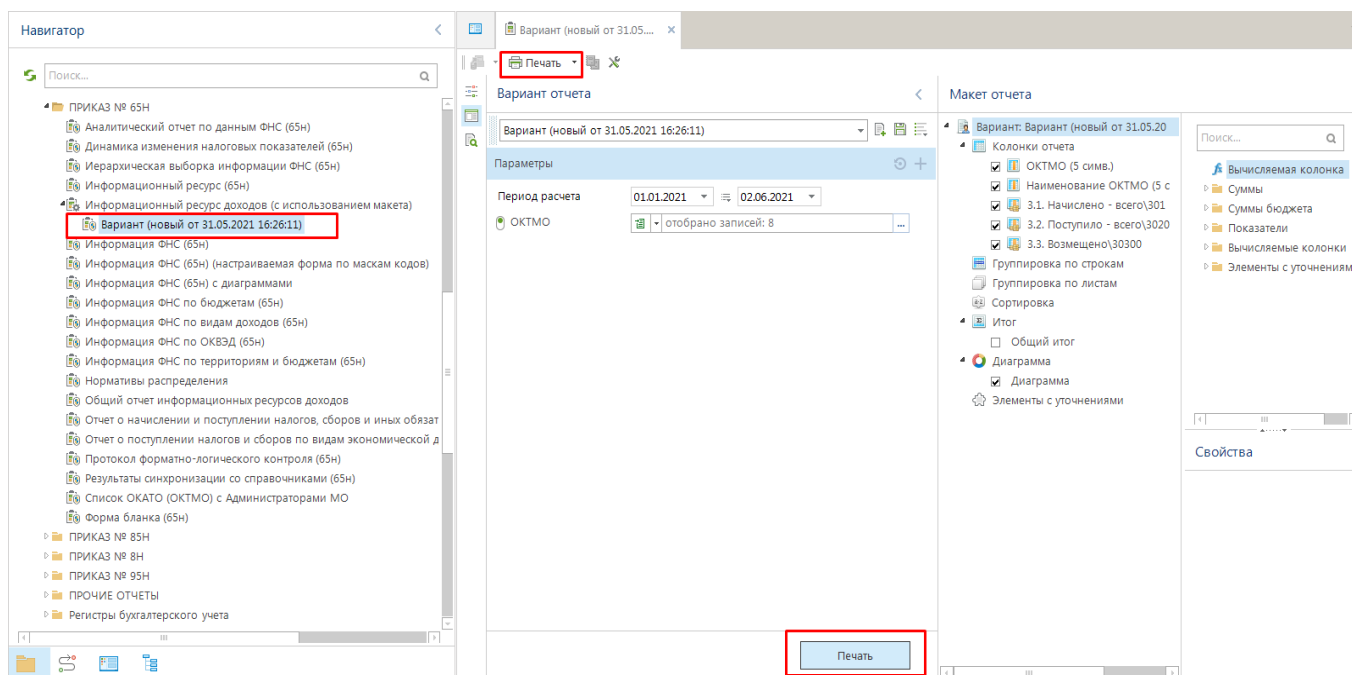 Навигатор
Поиск...
ПРИКАЗ № 65Н
Аналитический отчет по данным ФНС (65н)
Динамика изменения налоговых показателей (65н)
Иерархическая выборка информации ФНС (65н)
Информационный ресурс (65н)
Информационный ресурс доходов (с использованием макета)
Вариант (новый от 31.05.2021 16:26:11)
Информация ФНС (65н)
Информация ФНС (65н) (настраиваемая форма по маскам кодов)
Информация ФНС (65н) с диаграммами
Информация ФНС по бюджетам (65н)
Информация ФНС по видам доходов (65н)
Информация ФНС по ОКВЭД (65н)
Информация ФНС по территориям и бюджетам (65н)
Нормативы распределения
Общий отчет информационных ресурсов доходов
Отчет о начислении и поступлении налогов, сборов и иных обязат
Отчет о поступлении налогов и сборов по видам экономической д
Протокол форматно-логического контроля (65н)
Результаты синхронизации со справочниками (65н)
Список ОКАТО (ОКТМО) с Администраторами МО
Форма бланка (65н)
ПРИКАЗ № 85Н
ПРИКАЗ № 8Н
ПРИКАЗ № 95Н
ПРОЧИЕ ОТЧЕТЫ
Регистры бухгалтерского учета
Вариант (новый от 31.05....
Печать
Вариант отчета
Вариант (новый от 31.05.2021 16:26:11)
Параметры
Период расчета 01.01.2021 02.06.2021
ОКТМО отобрано записей: 8 ...
Печать
Макет отчета
Вариант: Вариант (новый от 31.05.20
Колонки отчета
ОКТМО (5 симв.)
Наименование ОКТМО (5 с
3.1. Начислено - всего\301
3.2. Поступило - всего\3020
3.3. Возмещено\30300
Группировка по строкам
Группировка по листам
Сортировка
Итог
Общий итог
Диаграмма
Диаграмма
Элементы с уточнениями
Поиск...
Вычисляемая колонка
Суммы
Суммы бюджета
Показатели
Вычисляемые колонки
Элементы с уточнениям
Свойства